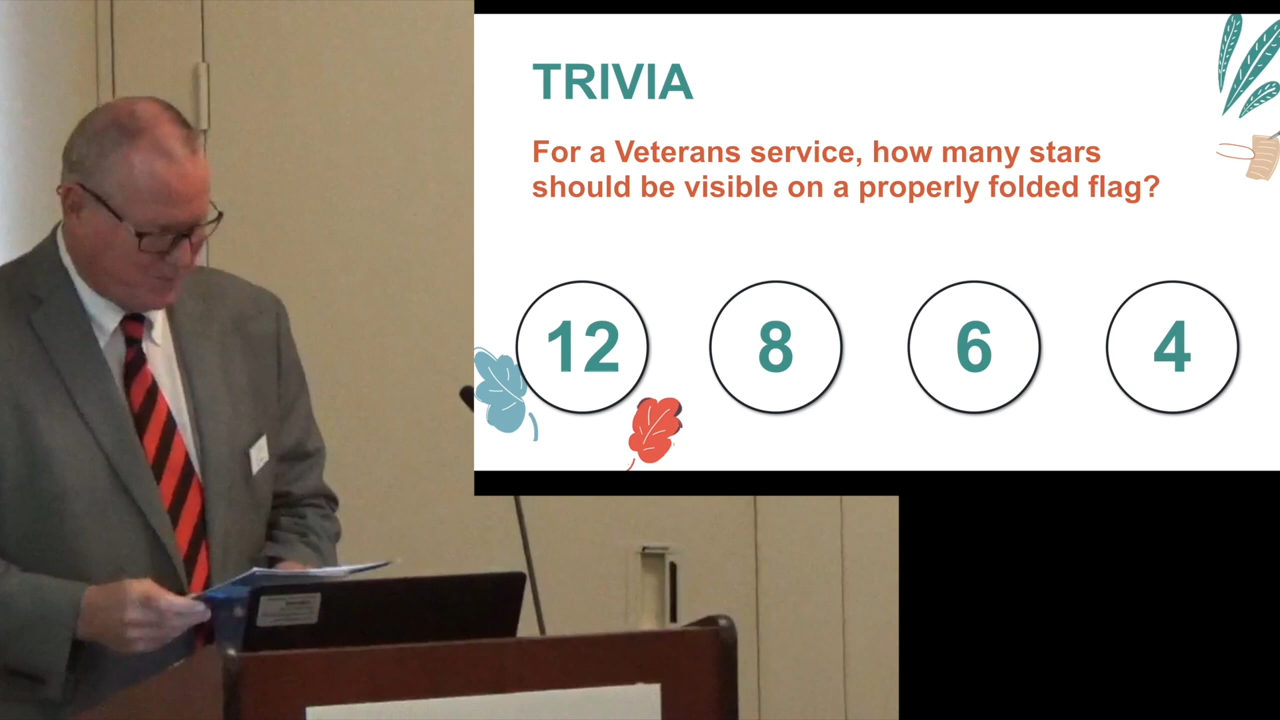 TRIVIA
For a Veterans service, how many stars
should be visible on a properly folded flag?
12
8
6
4